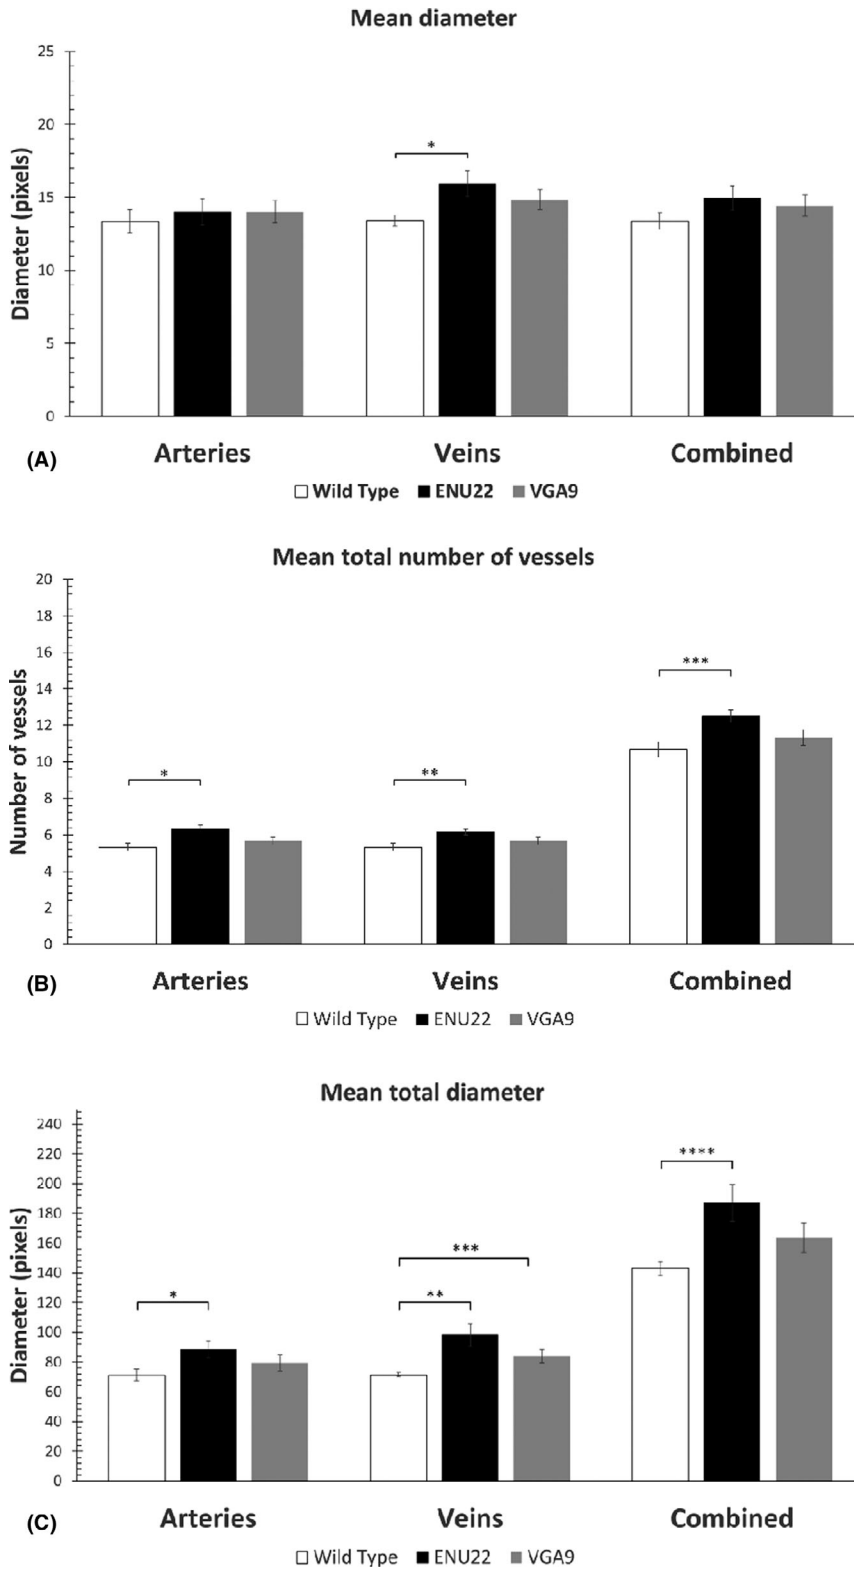 Mean diameter
25
20
15
10
5
0
Diameter (pixels)
*
Arteries Veins Combined
(A)
Wild Type ENU22 VGA9
Mean total number of vessels
20
18
16
14
12
10
8
6
4
2
0
Number of vessels
* ** ***
Arteries Veins Combined
(B)
Wild Type ENU22 VGA9
Mean total diameter
240
220
200
180
160
140
120
100
80
60
40
20
0
Diameter (pixels)
* *** ** ****
Arteries Veins Combined
(C)
Wild Type ENU22 VGA9